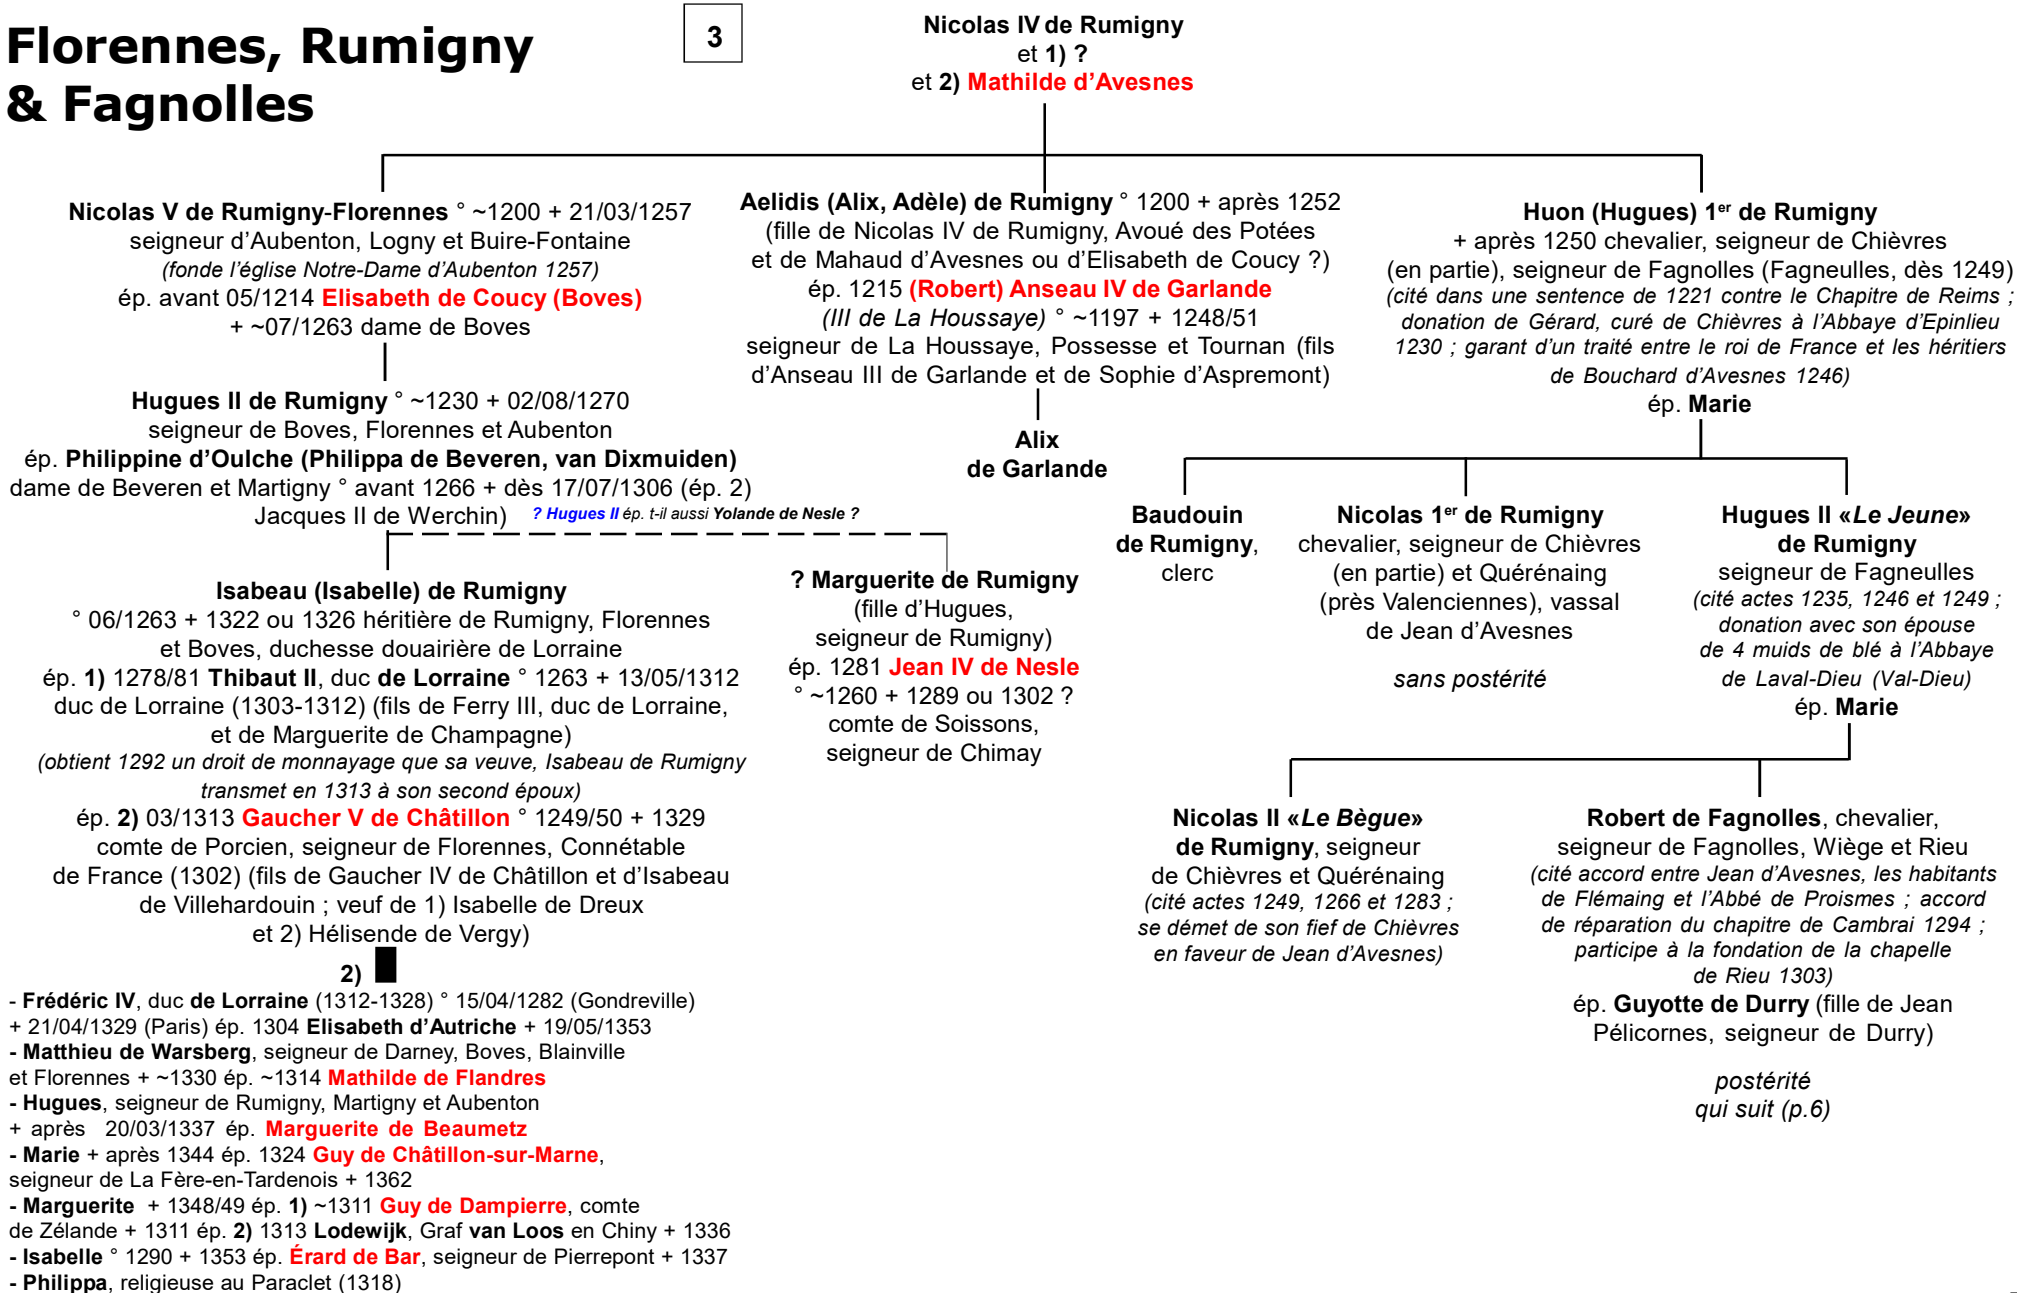 Florennes, Rumigny
& Fagnolles
3
Nicolas IV de Rumigny
et 1) ?
et 2) Mathilde d’Avesnes
Nicolas V de Rumigny-Florennes ° ~1200 + 21/03/1257
seigneur d’Aubenton, Logny et Buire-Fontaine
(fonde l’église Notre-Dame d’Aubenton 1257)
ép. avant 05/1214 Elisabeth de Coucy (Boves)
+ ~07/1263 dame de Boves
Hugues II de Rumigny ° ~1230 + 02/08/1270
seigneur de Boves, Florennes et Aubenton
ép. Philippine d’Oulche (Philippa de Beveren, van Dixmuiden)
dame de Beveren et Martigny ° avant 1266 + dès 17/07/1306 (ép. 2)
Jacques II de Werchin)
? Hugues II ép. t-il aussi Yolande de Nesle ?
Isabeau (Isabelle) de Rumigny
° 06/1263 + 1322 ou 1326 héritière de Rumigny, Florennes
et Boves, duchesse douairière de Lorraine
ép. 1) 1278/81 Thibaut II, duc de Lorraine ° 1263 + 13/05/1312
duc de Lorraine (1303-1312) (fils de Ferry III, duc de Lorraine,
et de Marguerite de Champagne)
(obtient 1292 un droit de monnayage que sa veuve, Isabeau de Rumigny
transmet en 1313 à son second époux)
ép. 2) 03/1313 Gaucher V de Châtillon ° 1249/50 + 1329
comte de Porcien, seigneur de Florennes, Connétable
de France (1302) (fils de Gaucher IV de Châtillon et d’Isabeau
de Villehardouin ; veuf de 1) Isabelle de Dreux
et 2) Hélisende de Vergy)
2)
- Frédéric IV, duc de Lorraine (1312-1328) ° 15/04/1282 (Gondreville)
+ 21/04/1329 (Paris) ép. 1304 Elisabeth d’Autriche + 19/05/1353
- Matthieu de Warsberg, seigneur de Darney, Boves, Blainville
et Florennes + ~1330 ép. ~1314 Mathilde de Flandres
- Hugues, seigneur de Rumigny, Martigny et Aubenton
+ après 20/03/1337 ép. Marguerite de Beaumetz
- Marie + après 1344 ép. 1324 Guy de Châtillon-sur-Marne,
seigneur de La Fère-en-Tardenois + 1362
- Marguerite + 1348/49 ép. 1) ~1311 Guy de Dampierre, comte
de Zélande + 1311 ép. 2) 1313 Lodewijk, Graf van Loos en Chiny + 1336
- Isabelle ° 1290 + 1353 ép. Érard de Bar, seigneur de Pierrepont + 1337
- Philippa, religieuse au Paraclet (1318)
? Marguerite de Rumigny
(fille d’Hugues,
seigneur de Rumigny)
ép. 1281 Jean IV de Nesle
° ~1260 + 1289 ou 1302 ?
comte de Soissons,
seigneur de Chimay
Aelidis (Alix, Adèle) de Rumigny ° 1200 + après 1252
(fille de Nicolas IV de Rumigny, Avoué des Potées
et de Mahaud d’Avesnes ou d’Elisabeth de Coucy ?)
ép. 1215 (Robert) Anseau IV de Garlande
(III de La Houssaye) ° ~1197 + 1248/51
seigneur de La Houssaye, Possesse et Tournan (fils
d’Anseau III de Garlande et de Sophie d’Aspremont)
Alix
de Garlande
Huon (Hugues) 1er de Rumigny
+ après 1250 chevalier, seigneur de Chièvres
(en partie), seigneur de Fagnolles (Fagneulles, dès 1249)
(cité dans une sentence de 1221 contre le Chapitre de Reims ;
donation de Gérard, curé de Chièvres à l’Abbaye d’Epinlieu
1230 ; garant d’un traité entre le roi de France et les héritiers
de Bouchard d’Avesnes 1246)
ép. Marie
Baudouin
de Rumigny,
clerc
Nicolas 1er de Rumigny
chevalier, seigneur de Chièvres
(en partie) et Quérénaing
(près Valenciennes), vassal
de Jean d’Avesnes
sans postérité
Hugues II «Le Jeune»
de Rumigny
seigneur de Fagneulles
(cité actes 1235, 1246 et 1249 ;
donation avec son épouse
de 4 muids de blé à l’Abbaye
de Laval-Dieu (Val-Dieu)
ép. Marie
Nicolas II «Le Bègue»
de Rumigny, seigneur
de Chièvres et Quérénaing
(cité actes 1249, 1266 et 1283 ;
se démet de son fief de Chièvres
en faveur de Jean d’Avesnes)
Robert de Fagnolles, chevalier,
seigneur de Fagnolles, Wiège et Rieu
(cité accord entre Jean d’Avesnes, les habitants
de Flémaing et l’Abbé de Proismes ; accord
de réparation du chapitre de Cambrai 1294 ;
participe à la fondation de la chapelle
de Rieu 1303)
ép. Guyotte de Durry (fille de Jean
Pélicornes, seigneur de Durry)
postérité
qui suit (p.6)